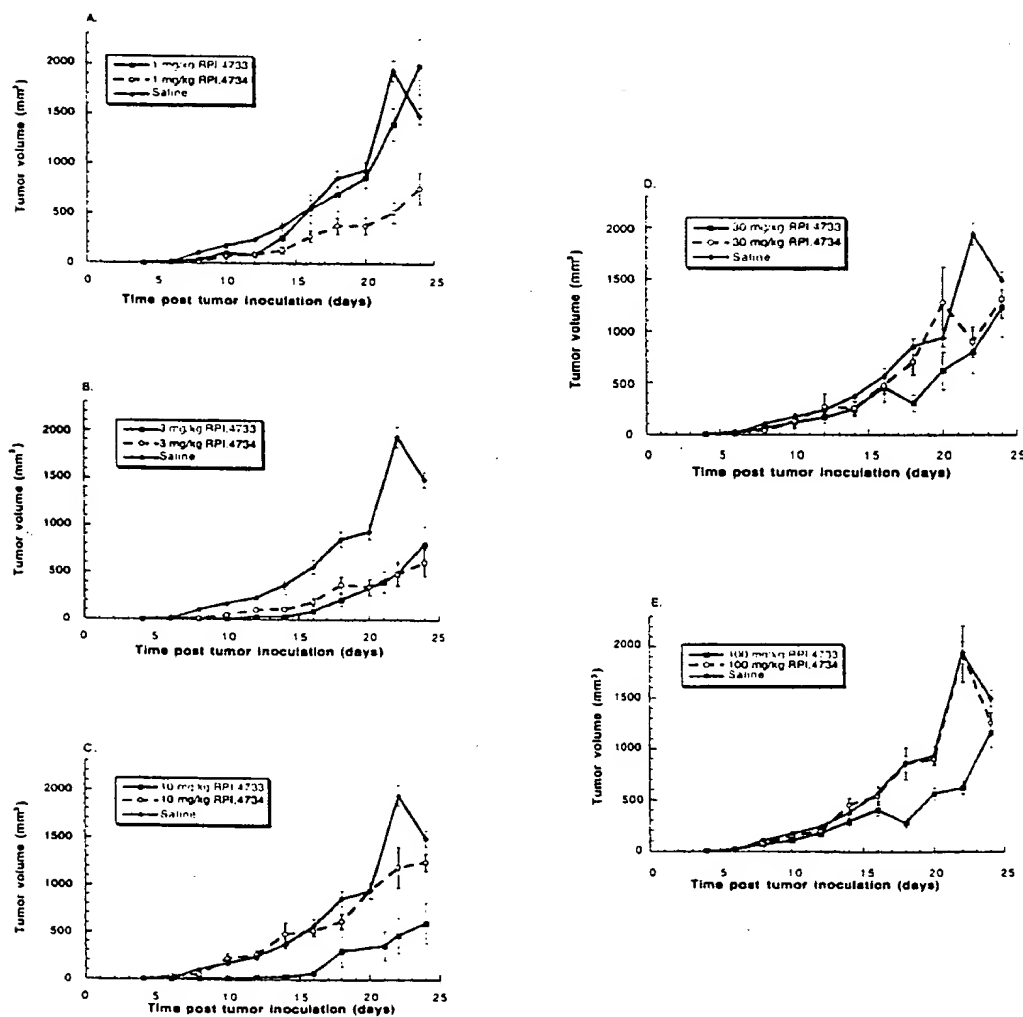 A.
Tumor volume (mm³)
2000
1500
1000
500
0
1 mg/kg RPI.4733
1 mg/kg RPI.4734
Saline
0 5 10 15 20 25
Time post tumor inoculation (days)
B.
Tumor volume (mm³)
2000
1500
1000
500
0
3 mg/kg RPI.4733
3 mg/kg RPI.4734
Saline
0 5 10 15 20 25
Time post tumor inoculation (days)
C.
Tumor volume (mm³)
2000
1500
1000
500
0
10 mg/kg RPI.4733
10 mg/kg RPI.4734
Saline
0 5 10 15 20 25
Time post tumor inoculation (days)
D.
Tumor volume (mm³)
2000
1500
1000
500
0
30 mg/kg RPI.4733
30 mg/kg RPI.4734
Saline
0 5 10 15 20 25
Time post tumor inoculation (days)
E.
Tumor volume (mm³)
2000
1500
1000
500
0
100 mg/kg RPI.4733
100 mg/kg RPI.4734
Saline
0 5 10 15 20 25
Time post tumor inoculation (days)